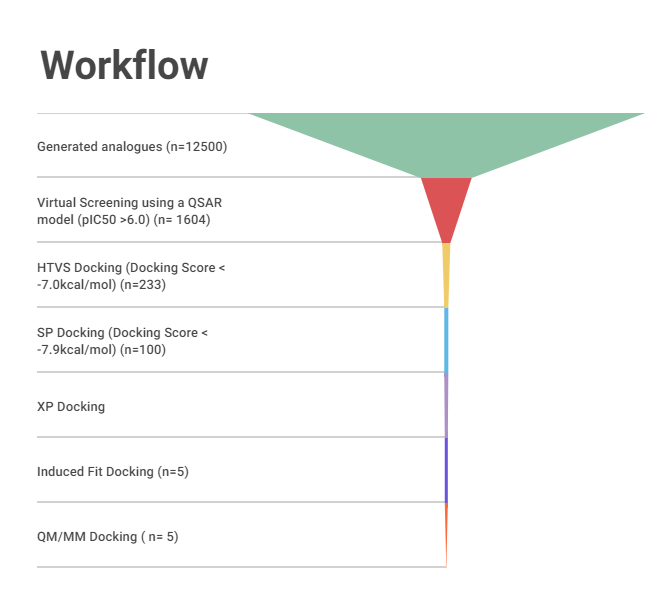 Workflow
Generated analogues (n=12500)
Virtual Screening using a QSAR
model (pIC50 >6.0) (n= 1604)
HTVS Docking (Docking Score <
-7.0kcal/mol) (n=233)
SP Docking (Docking Score <
-7.9kcal/mol) (n=100)
XP Docking
Induced Fit Docking (n=5)
QM/MM Docking ( n= 5)